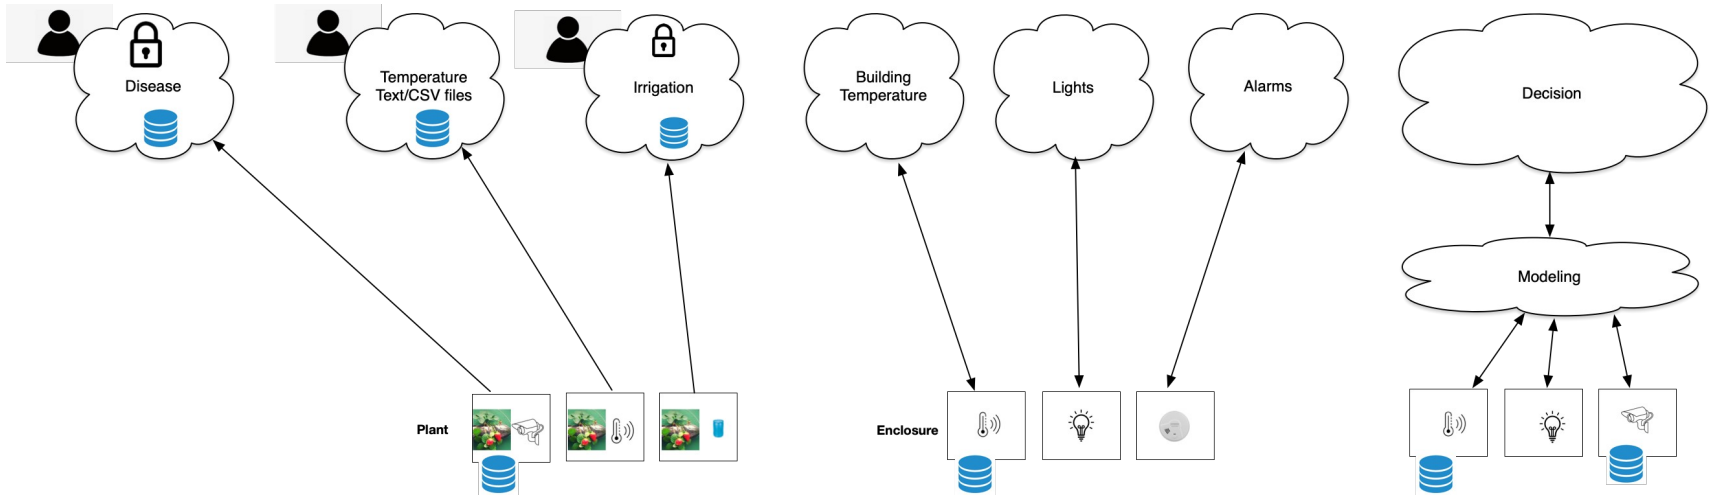 Disease
Temperature
Text/CSV files
Irrigation
Building
Temperature
Lights
Alarms
Decision
Modeling
Plant
Enclosure